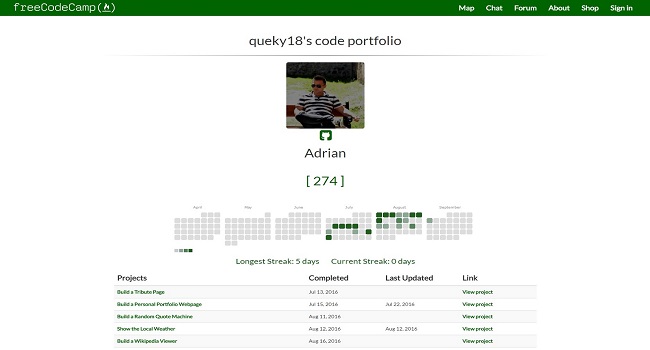 freeCodeCamp
Map Chat Forum About Shop Sign in
queky18's code portfolio
Adrian
[ 274 ]
April May June July August September
Longest Streak: 5 days Current Streak: 0 days
Projects Completed Last Updated Link
Build a Tribute Page Jul 13, 2016 View project
Build a Personal Portfolio Webpage Jul 15, 2016 Jul 22, 2016 View project
Build a Random Quote Machine Aug 11, 2016 View project
Show the Local Weather Aug 12, 2016 Aug 12, 2016 View project
Build a Wikipedia Viewer Aug 16, 2016 View project